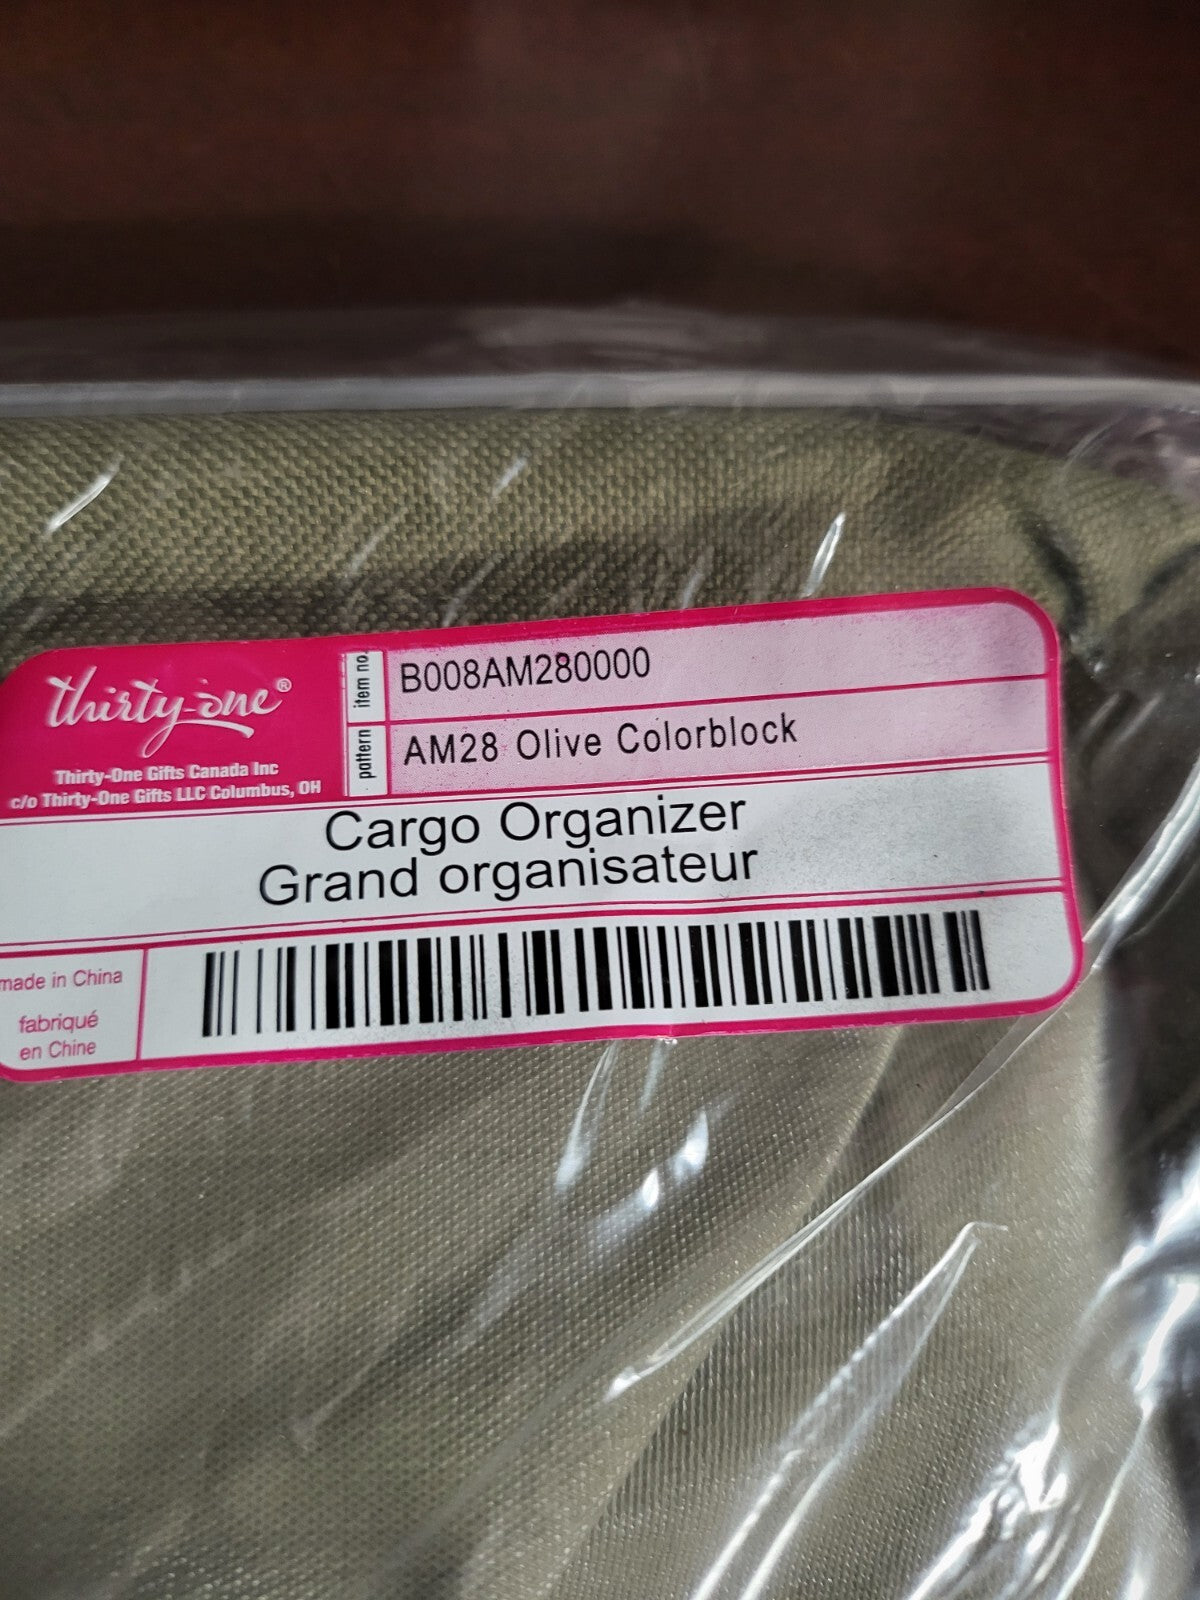 thirty-one®
Thirty-One Gifts Canada Inc
c/o Thirty-One Gifts LLC Columbus, OH
item no.
B008AM280000
pattern
AM28 Olive Colorblock
Cargo Organizer
Grand organisateur
made in China
fabriqué
en Chine